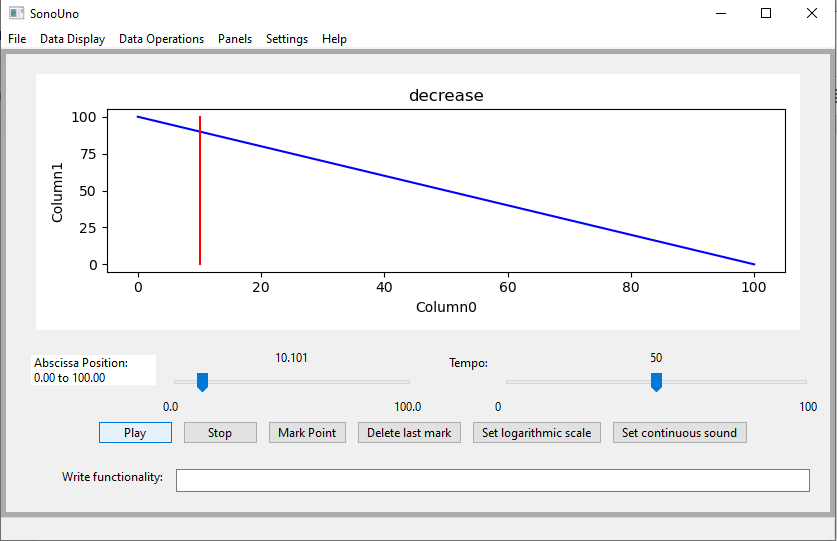 SonoUno
File Data Display Data Operations Panels Settings Help
decrease
100
75
50
25
0
Column1
0 20 40 60 80 100
Column0
Abscissa Position:
0.00 to 100.00
10.101
0.0 100.0
Tempo:
50
0 100
Play Stop Mark Point Delete last mark Set logarithmic scale Set continuous sound
Write functionality: